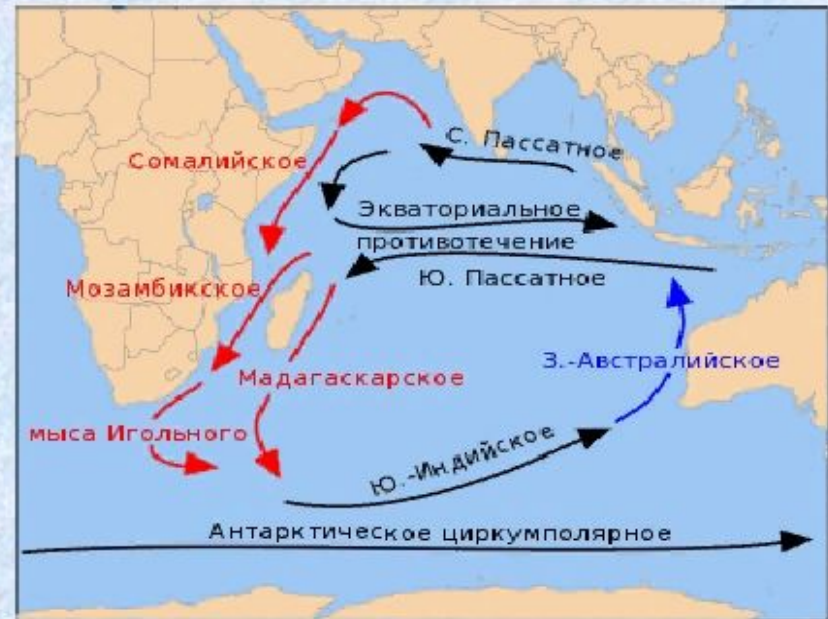 С. Пассатное
Сомалийское
Экваториальное
противотечение
Ю. Пассатное
Мозамбикское
З.-Австралийское
Мадагаскарское
мыса Игольного
Ю.-Индийское
Антарктическое циркумполярное